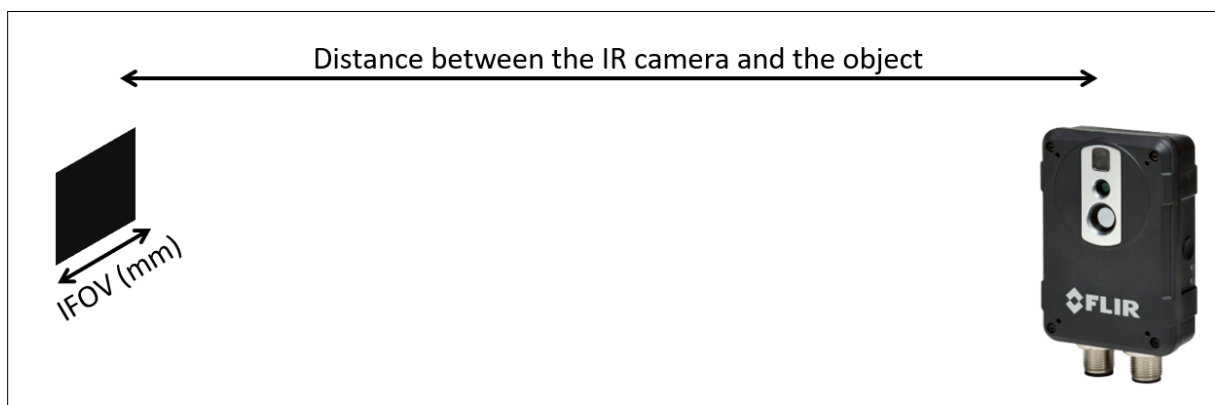 Distance between the IR camera and the object
IFOV (mm)
FLIR